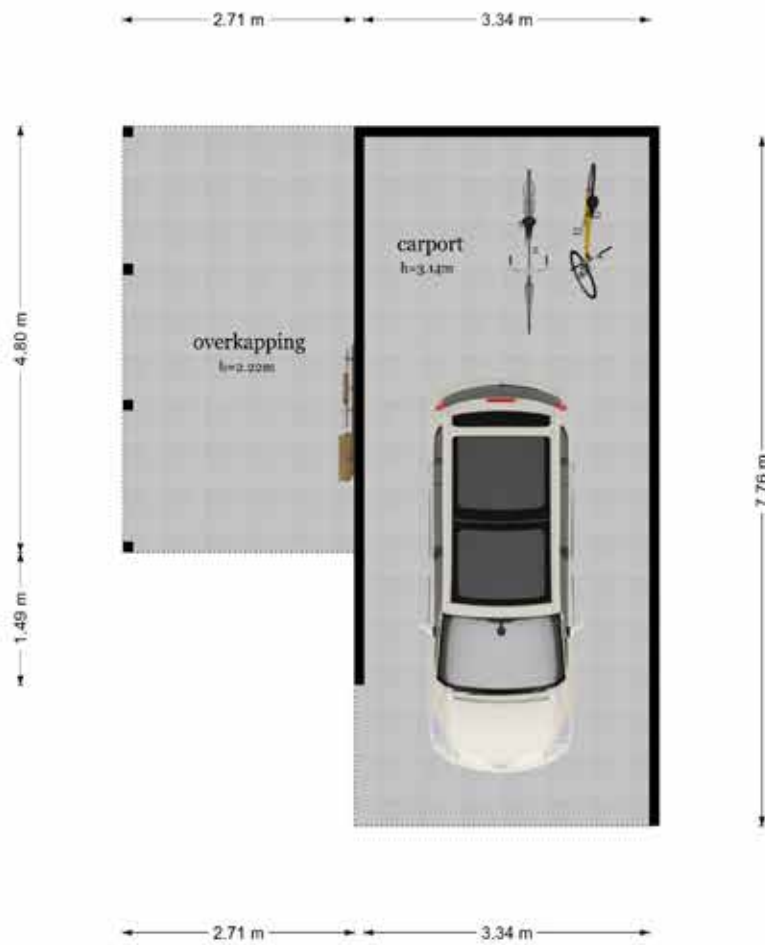 2.71 m
3.34 m
carport
h=3.14m
4.80 m
overkapping
h=2.22m
7.76 m
1.49 m
2.71 m
3.34 m